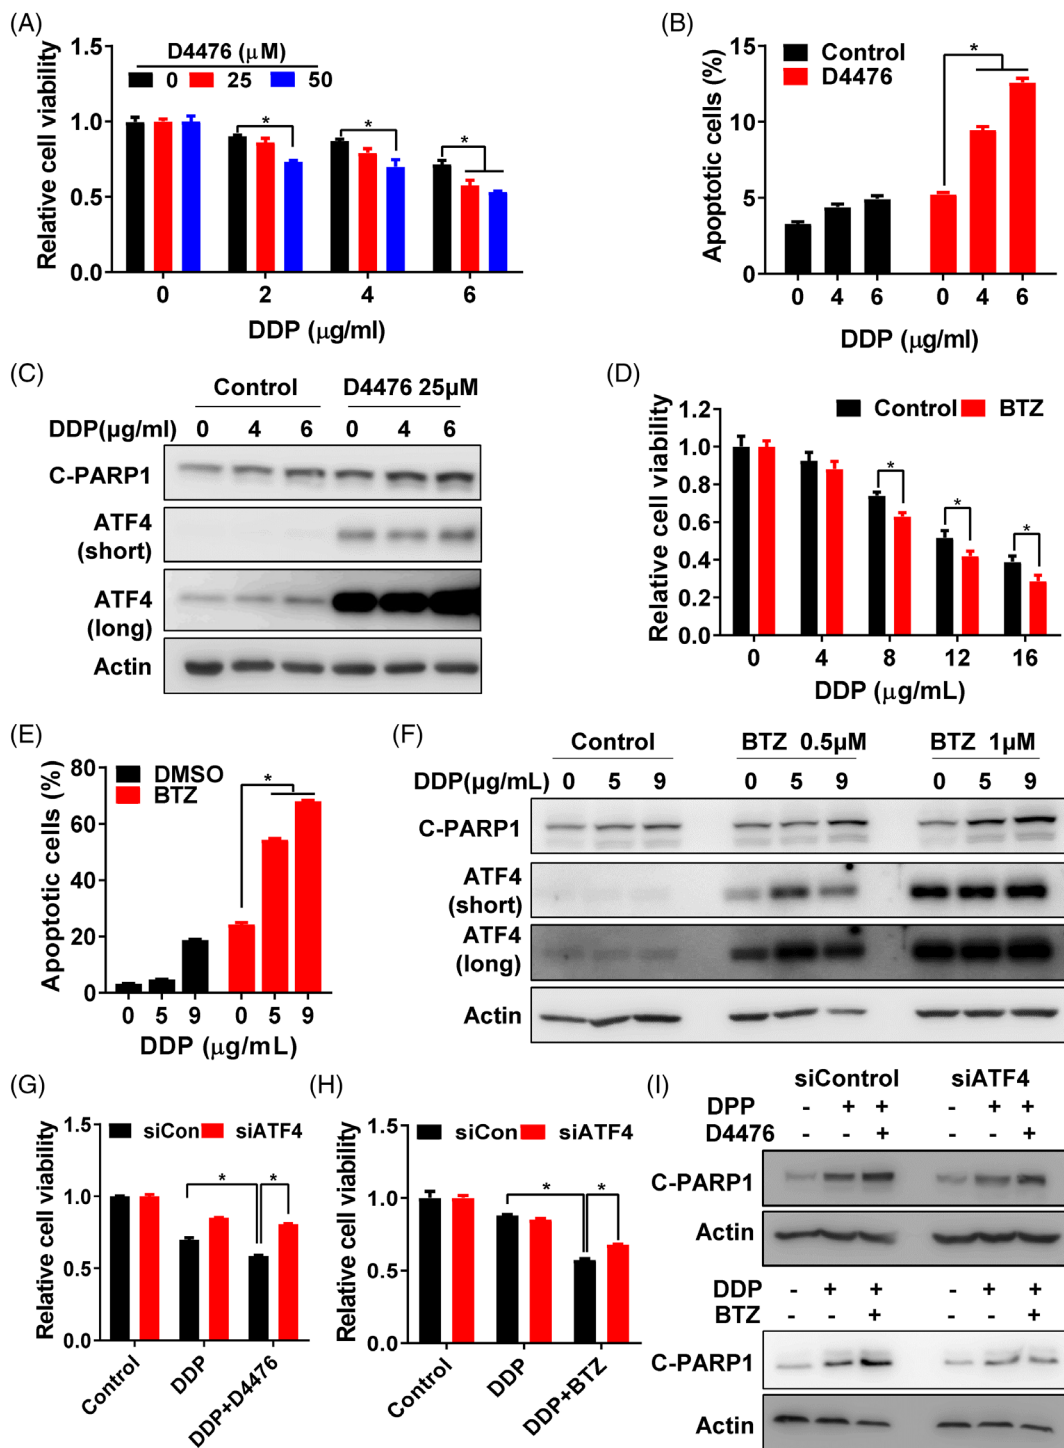 (A)
D4476 (μM)
0 25 50
Relative cell viability
1.5
1.0
0.5
0.0
* * *
0 2 4 6
DDP (μg/ml)
(B)
Control
D4476
Apoptotic cells (%)
15
10
5
0
*
0 4 6 0 4 6
DDP (μg/ml)
(C)
Control D4476 25μM
DDP(μg/ml) 0 4 6 0 4 6
C-PARP1
ATF4
(short)
ATF4
(long)
Actin
(D)
Control BTZ
Relative cell viability
1.2
1.0
0.8
0.6
0.4
0.2
0.0
* * *
0 4 8 12 16
DDP (μg/mL)
(E)
DMSO
BTZ
Apoptotic cells (%)
80
60
40
20
0
*
0 5 9 0 5 9
DDP (μg/mL)
(F)
Control BTZ 0.5μM BTZ 1μM
DDP(μg/mL) 0 5 9 0 5 9 0 5 9
C-PARP1
ATF4
(short)
ATF4
(long)
Actin
(G)
siCon siATF4
Relative cell viability
1.5
1.0
0.5
0.0
* *
Control DDP DDP+D4476
(H)
siCon siATF4
Relative cell viability
1.5
1.0
0.5
0.0
* *
Control DDP DDP+BTZ
(I)
siControl siATF4
DPP - + + - + +
D4476 - - + - - +
C-PARP1
Actin
DDP - + + - + +
BTZ - - + - - +
C-PARP1
Actin